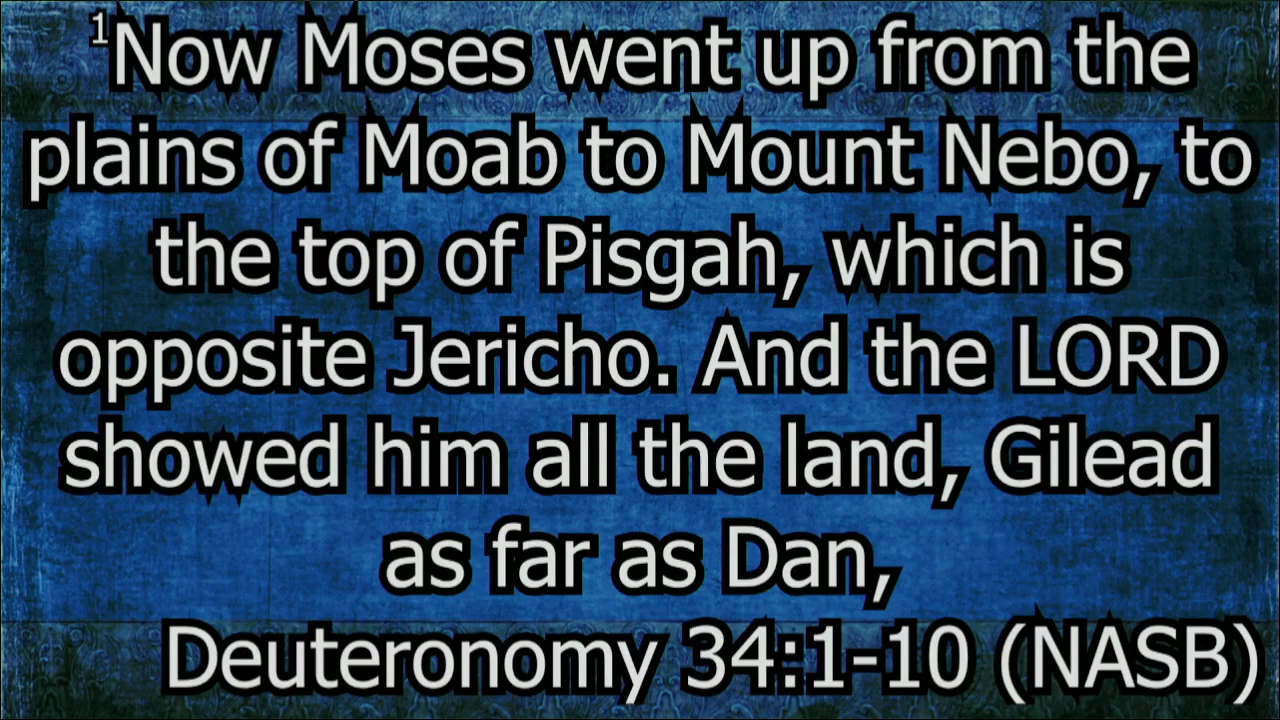 ¹Now Moses went up from the
plains of Moab to Mount Nebo, to
the top of Pisgah, which is
opposite Jericho. And the LORD
showed him all the land, Gilead
as far as Dan,
Deuteronomy 34:1-10 (NASB)